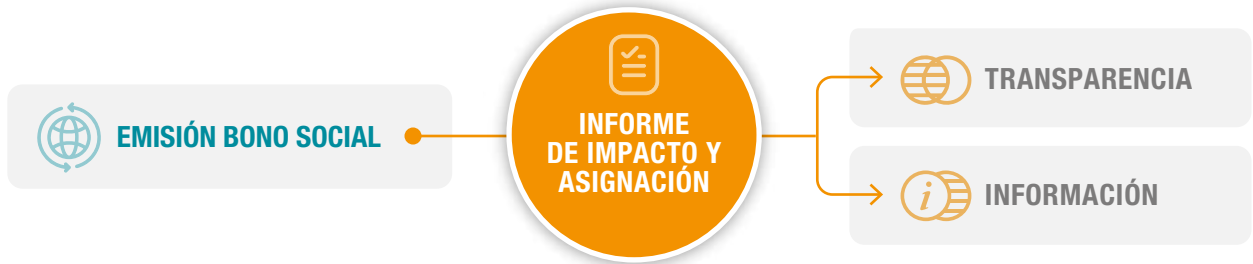 EMISIÓN BONO SOCIAL
INFORME
DE IMPACTO Y
ASIGNACIÓN
TRANSPARENCIA
INFORMACIÓN